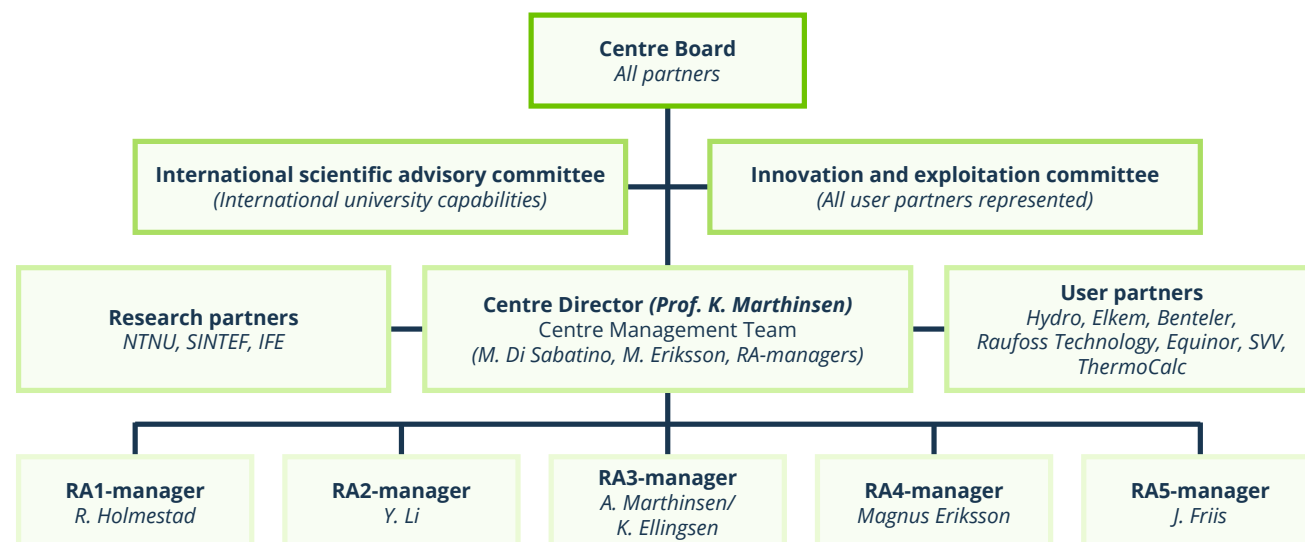 Centre Board
All partners
International scientific advisory committee
(International university capabilities)
Innovation and exploitation committee
(All user partners represented)
Research partners
NTNU, SINTEF, IFE
Centre Director (Prof. K. Marthinsen)
Centre Management Team
(M. Di Sabatino, M. Eriksson, RA-managers)
User partners
Hydro, Elkem, Benteler,
Raufoss Technology, Equinor, SVV,
ThermoCalc
RA1-manager
R. Holmestad
RA2-manager
Y. Li
RA3-manager
A. Marthinsen/
K. Ellingsen
RA4-manager
Magnus Eriksson
RA5-manager
J. Friis